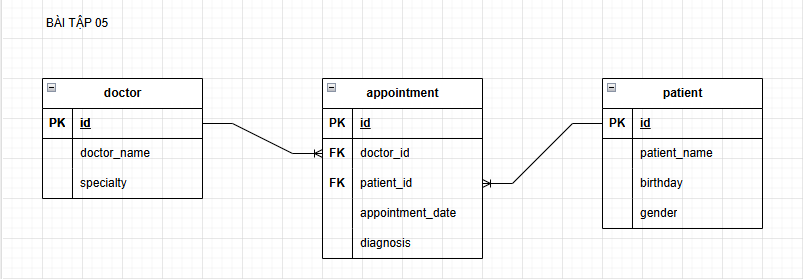 BÀI TẬP 05
doctor
PK id
doctor_name
specialty
appointment
PK id
FK doctor_id
FK patient_id
appointment_date
diagnosis
patient
PK id
patient_name
birthday
gender